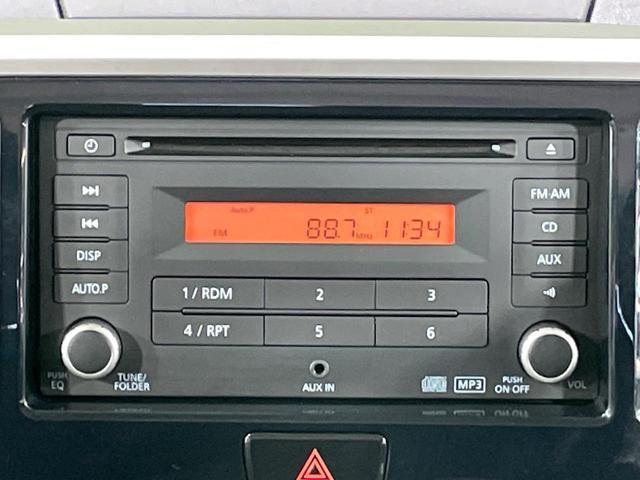 Auto.P ST
FM 88.7 MHz 11:34
FM·AM
CD
DISP
AUX
AUTO.P
1 / RDM 2 3
4 / RPT 5 6
PUSH EQ
TUNE/
FOLDER
AUX IN
MP3
PUSH
ON OFF
VOL